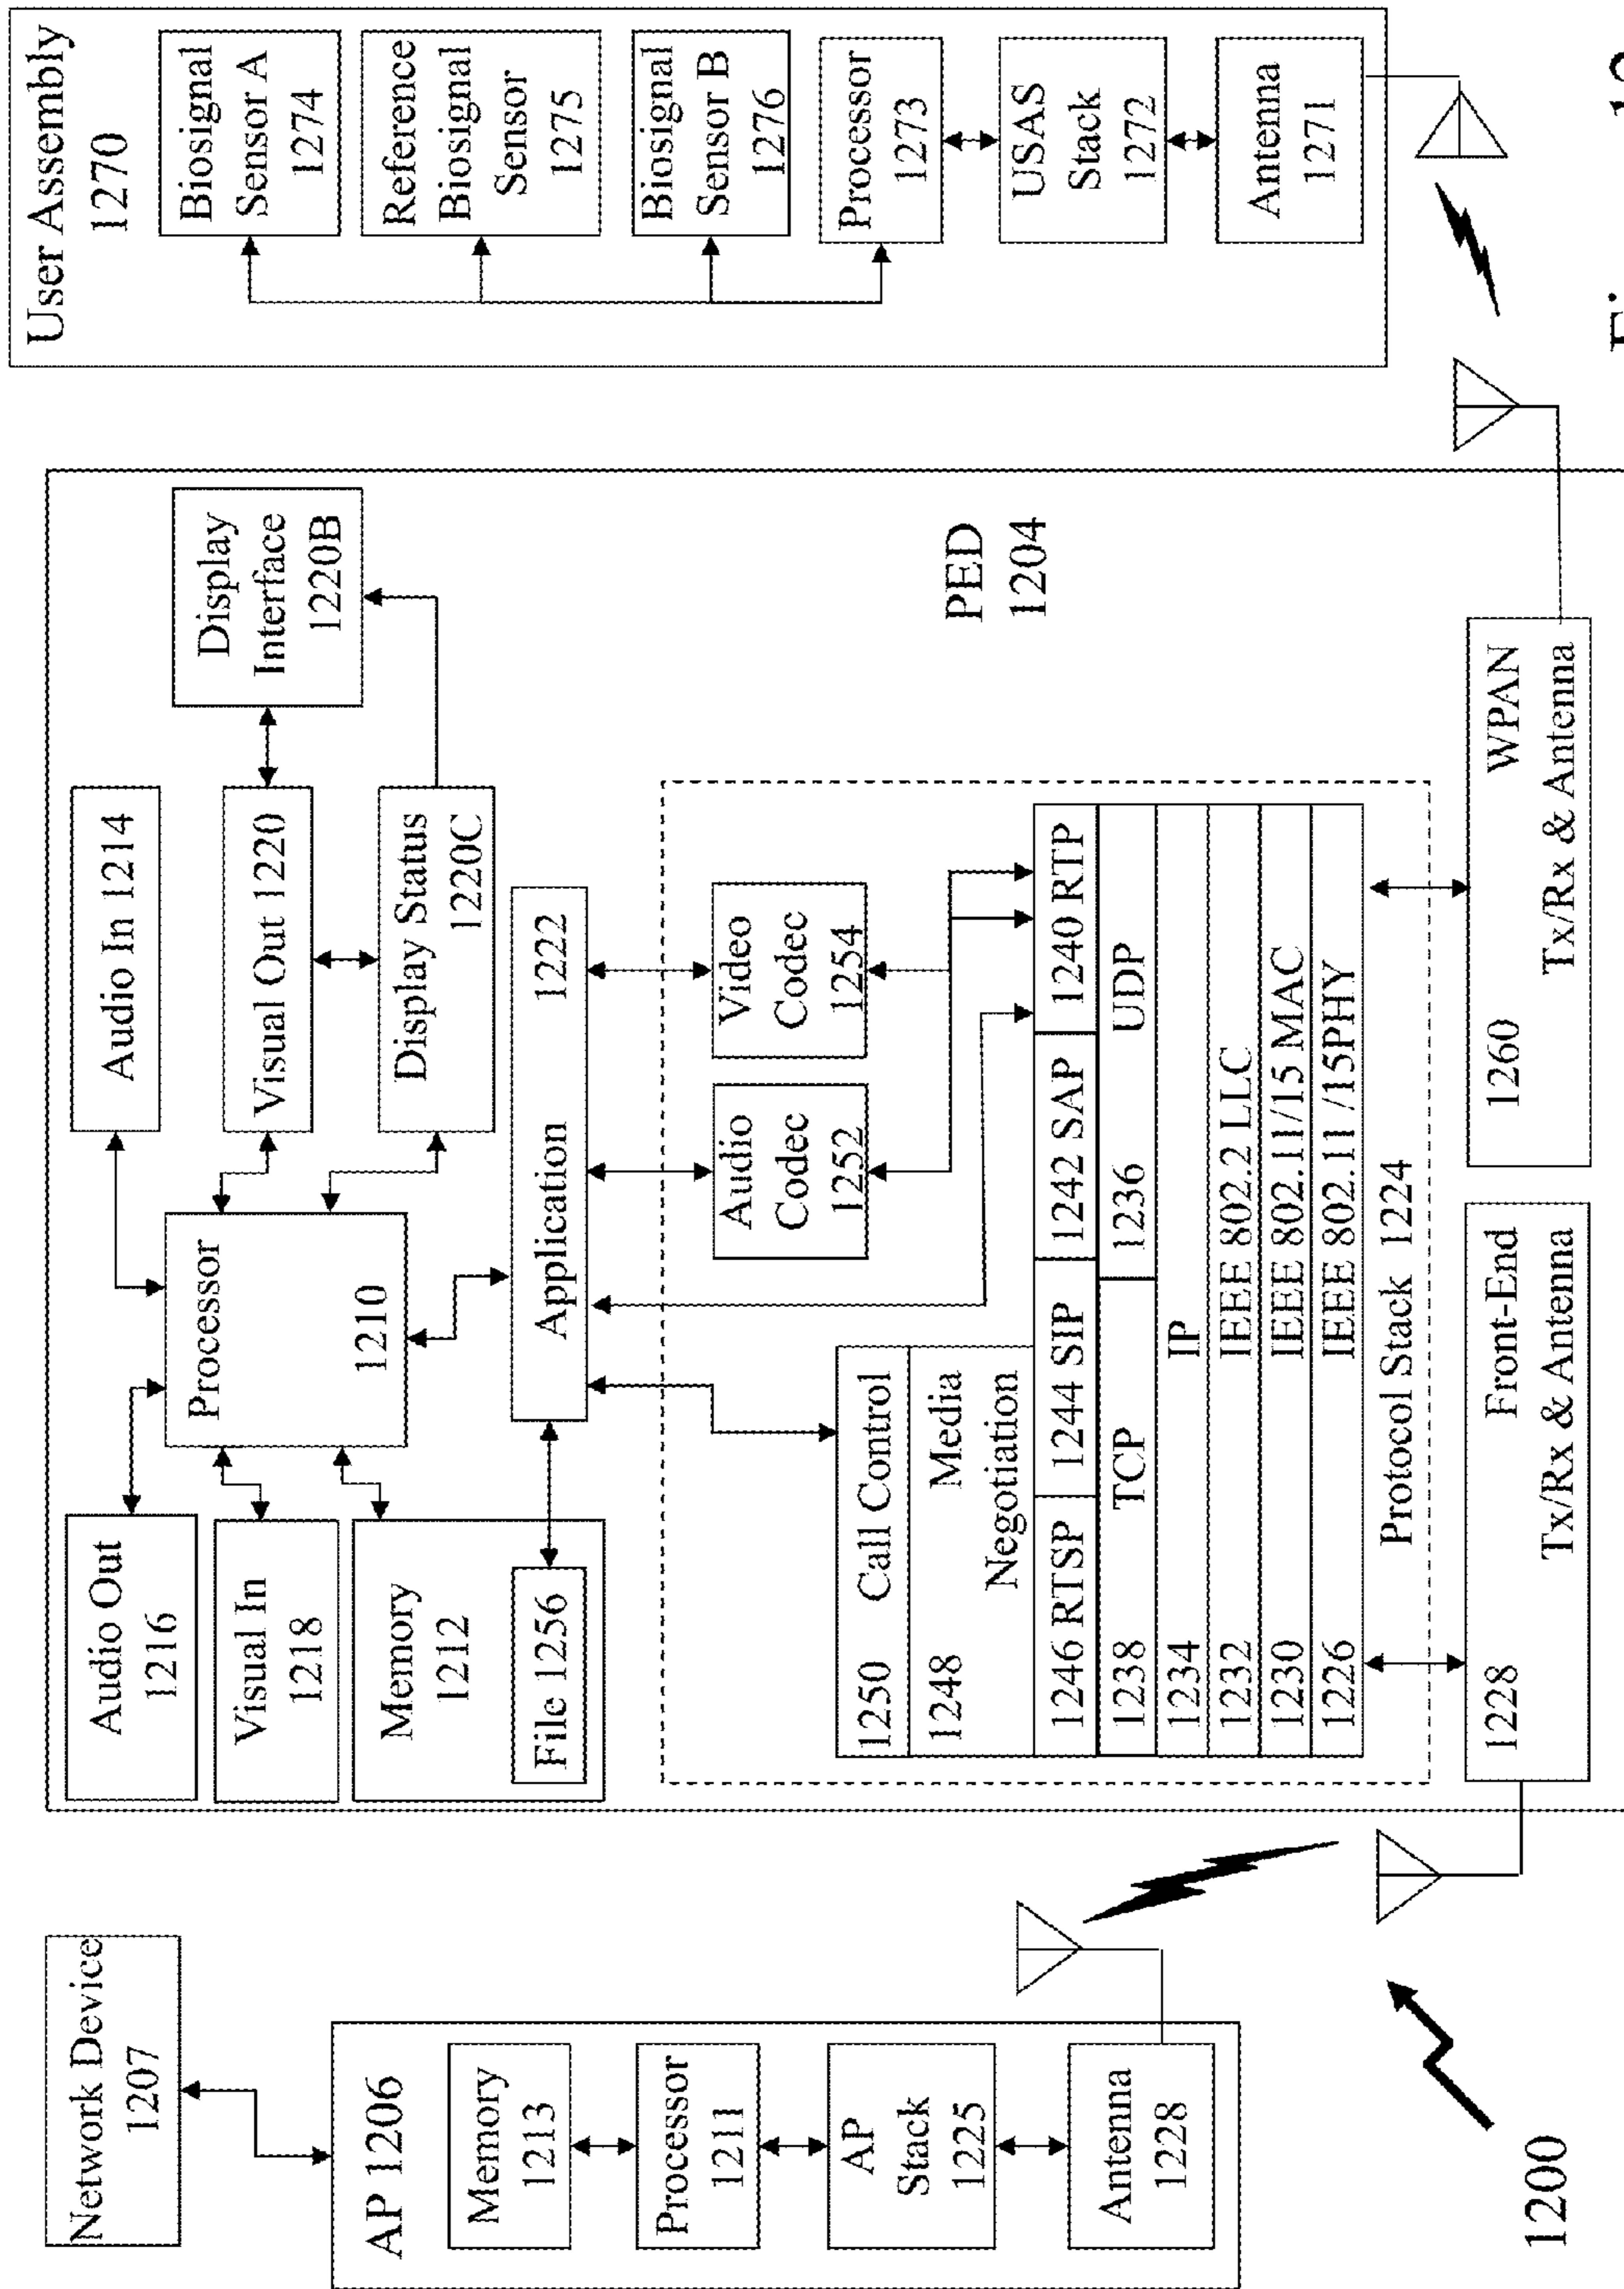 Network Device
1207
AP 1206
Memory
1213
Processor
1211
AP
Stack
1225
Antenna
1228
1200
Audio Out
1216
Visual In
1218
Memory
1212
File 1256
Processor
1210
Audio In 1214
Visual Out 1220
Display Status
1220C
Display
Interface
1220B
Application 1222
PED
1204
Audio
Codec
1252
Video
Codec
1254
1250 Call Control
1248 Media
Negotiation
1246 RTSP 1244 SIP 1242 SAP 1240 RTP
1238 TCP 1236 UDP
1234 IP
1232 IEEE 802.2 LLC
1230 IEEE 802.11/15 MAC
1226 IEEE 802.11 /15PHY
Protocol Stack 1224
1228 Front-End
Tx/Rx & Antenna
1260 WPAN
Tx/Rx & Antenna
User Assembly
1270
Biosignal
Sensor A
1274
Reference
Biosignal
Sensor
1275
Biosignal
Sensor B
1276
Processor
1273
USAS
Stack
1272
Antenna
1271